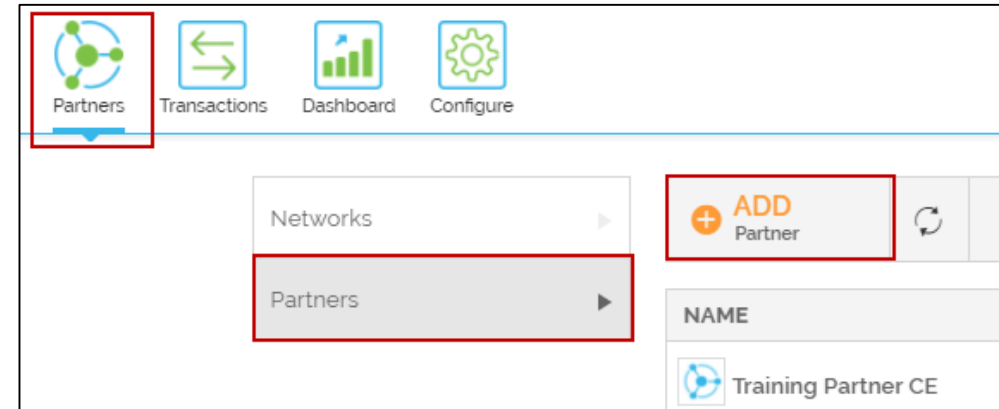 Partners
Transactions
Dashboard
Configure
Networks
Partners
ADD
Partner
NAME
Training Partner CE